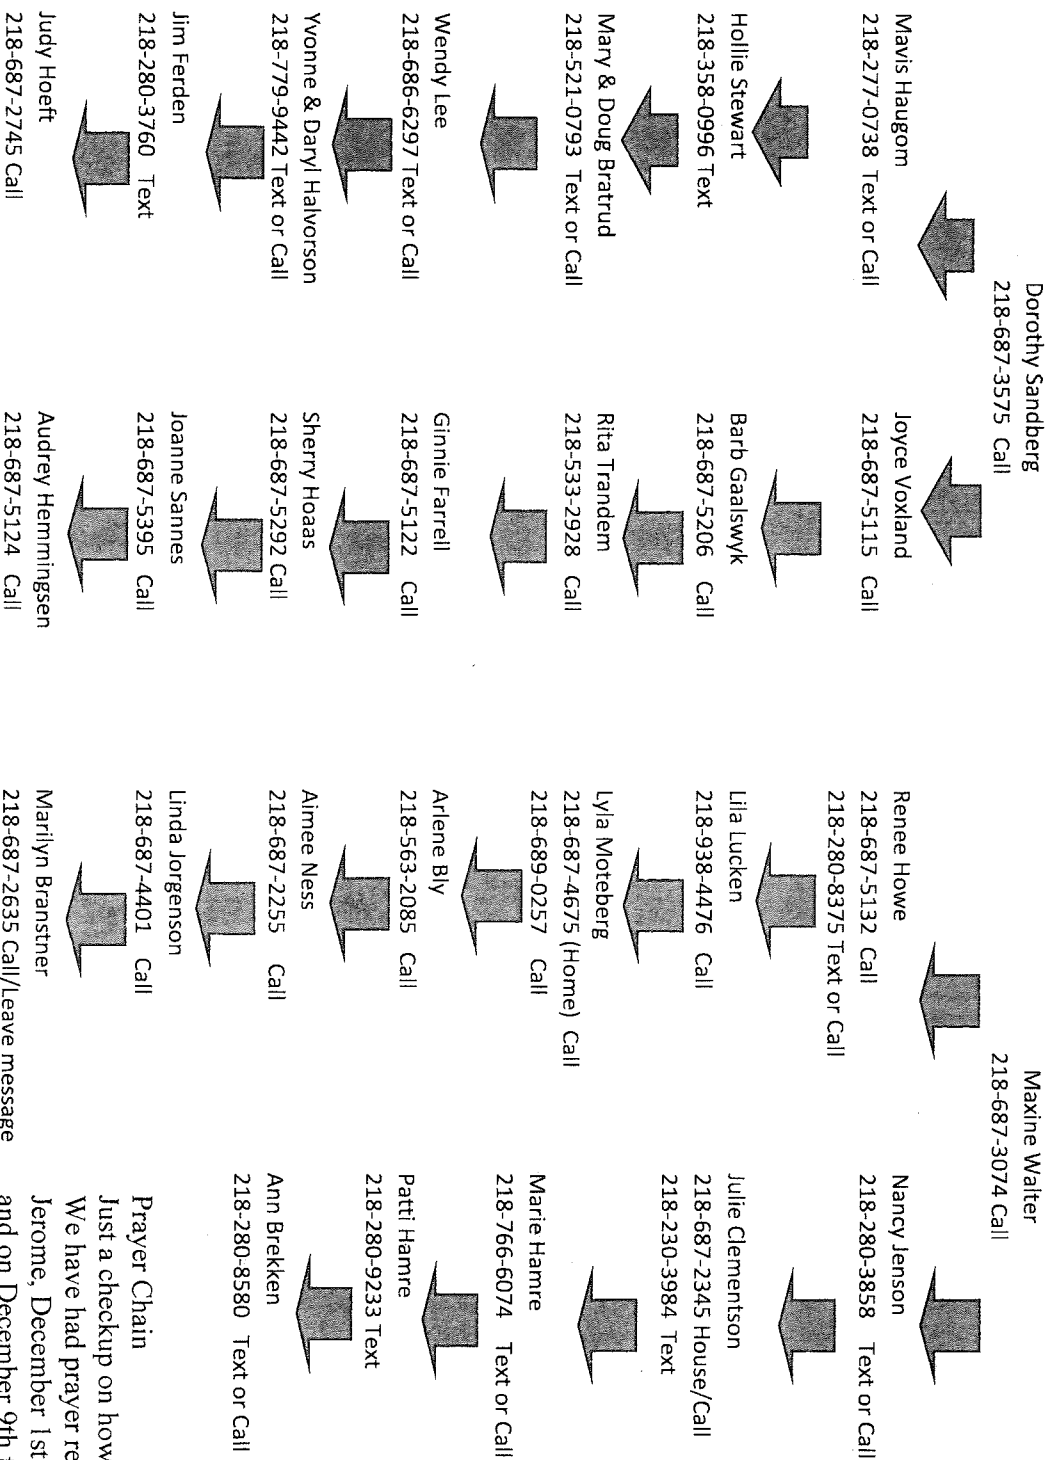 Dorothy Sandberg
218-687-3575 Call
Mavis Haugom
218-277-0738 Text or Call
Hollie Stewart
218-358-0996 Text
Mary & Doug Bratrud
218-521-0793 Text or Call
Wendy Lee
218-686-6297 Text or Call
Yvonne & Daryl Halvorson
218-779-9442 Text or Call
Jim Ferden
218-280-3760 Text
Judy Hoeft
218-687-2745 Call
Joyce Voxland
218-687-5115 Call
Barb Gaalswyk
218-687-5206 Call
Rita Trandem
218-533-2928 Call
Ginnie Farrell
218-687-5122 Call
Sherry Hoaas
218-687-5292 Call
Joanne Sannes
218-687-5395 Call
Audrey Hemmingsen
218-687-5124 Call
Maxine Walter
218-687-3074 Call
Renee Howe
218-687-5132 Call
218-280-8375 Text or Call
Lila Lucken
218-938-4476 Call
Lyla Moteberg
218-687-4675 (Home) Call
218-689-0257 Call
Arlene Bly
218-563-2085 Call
Aimee Ness
218-687-2255 Call
Linda Jorgenson
218-687-4401 Call
Marilyn Branstner
218-687-2635 Call/Leave message
Nancy Jenson
218-280-3858 Text or Call
Julie Clementson
218-687-2345 House/Call
218-230-3984 Text
Marie Hamre
218-766-6074 Text or Call
Patti Hamre
218-280-9233 Text
Ann Brekken
218-280-8580 Text or Call
Prayer Chain
Just a checkup on how
We have had prayer re
Jerome, December 1st
and on December 9th